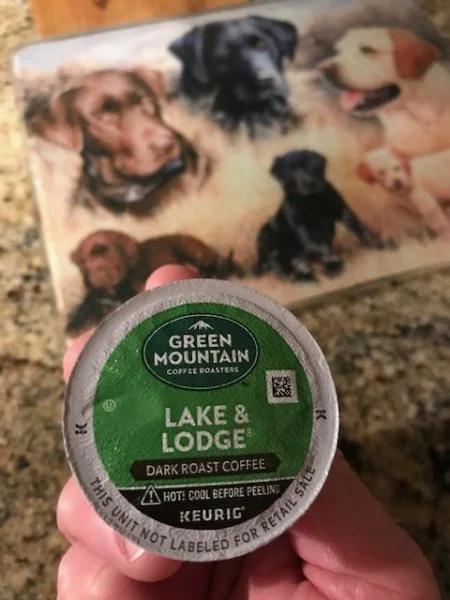 GREEN
MOUNTAIN
COFFEE ROASTERS
LAKE &
LODGE®
DARK ROAST COFFEE
HOT! COOL BEFORE PEELING
KEURIG®
THIS UNIT NOT LABELED FOR RETAIL SALE
K
K